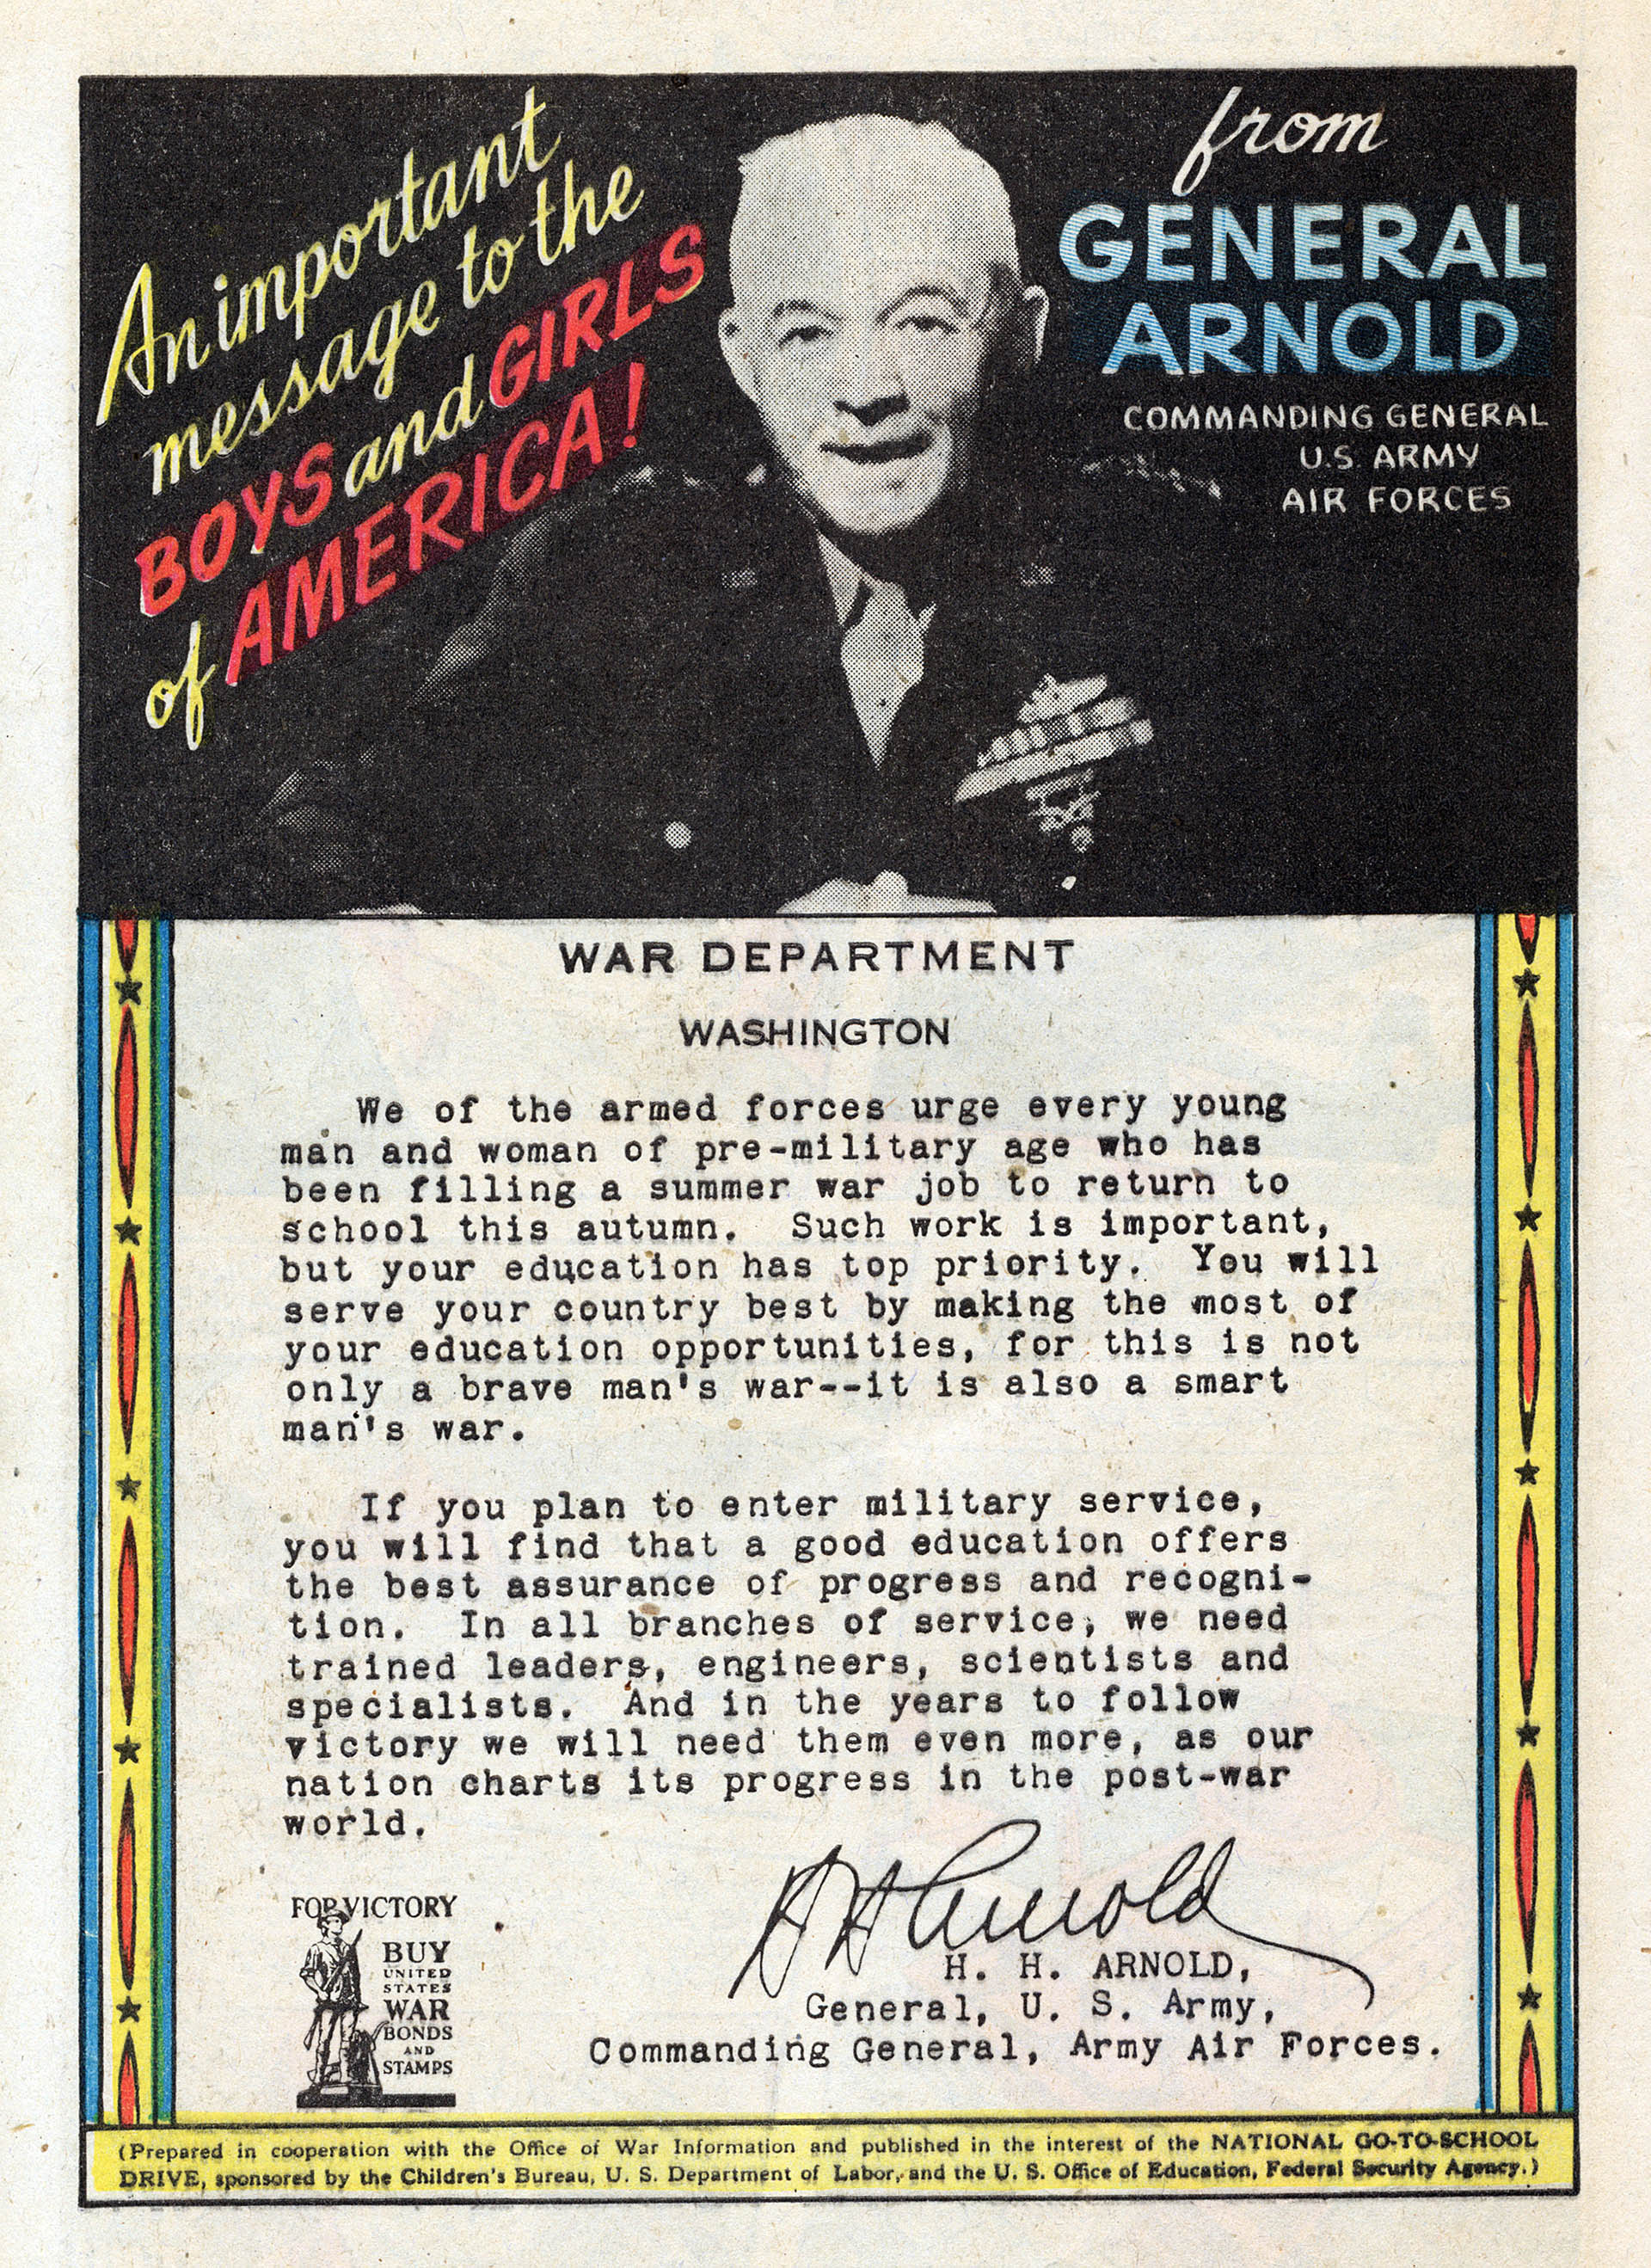 An important
message to the
BOYS and GIRLS
of AMERICA!
from
GENERAL
ARNOLD
COMMANDING GENERAL
U.S. ARMY
AIR FORCES
WAR DEPARTMENT
WASHINGTON
We of the armed forces urge every young
man and woman of pre-military age who has
been filling a summer war job to return to
school this autumn. Such work is important,
but your education has top priority. You will
serve your country best by making the most of
your education opportunities, for this is not
only a brave man's war--it is also a smart
man's war.
If you plan to enter military service,
you will find that a good education offers
the best assurance of progress and recogni-
tion. In all branches of service, we need
trained leaders, engineers, scientists and
specialists. And in the years to follow
victory we will need them even more, as our
nation charts its progress in the post-war
world.
H H Arnold
H. H. ARNOLD,
General, U. S. Army,
Commanding General, Army Air Forces.
FOR VICTORY
BUY
UNITED
STATES
WAR
BONDS
AND
STAMPS
(Prepared in cooperation with the Office of War Information and published in the interest of the NATIONAL GO-TO-SCHOOL
DRIVE, sponsored by the Children's Bureau, U. S. Department of Labor, and the U. S. Office of Education, Federal Security Agency.)